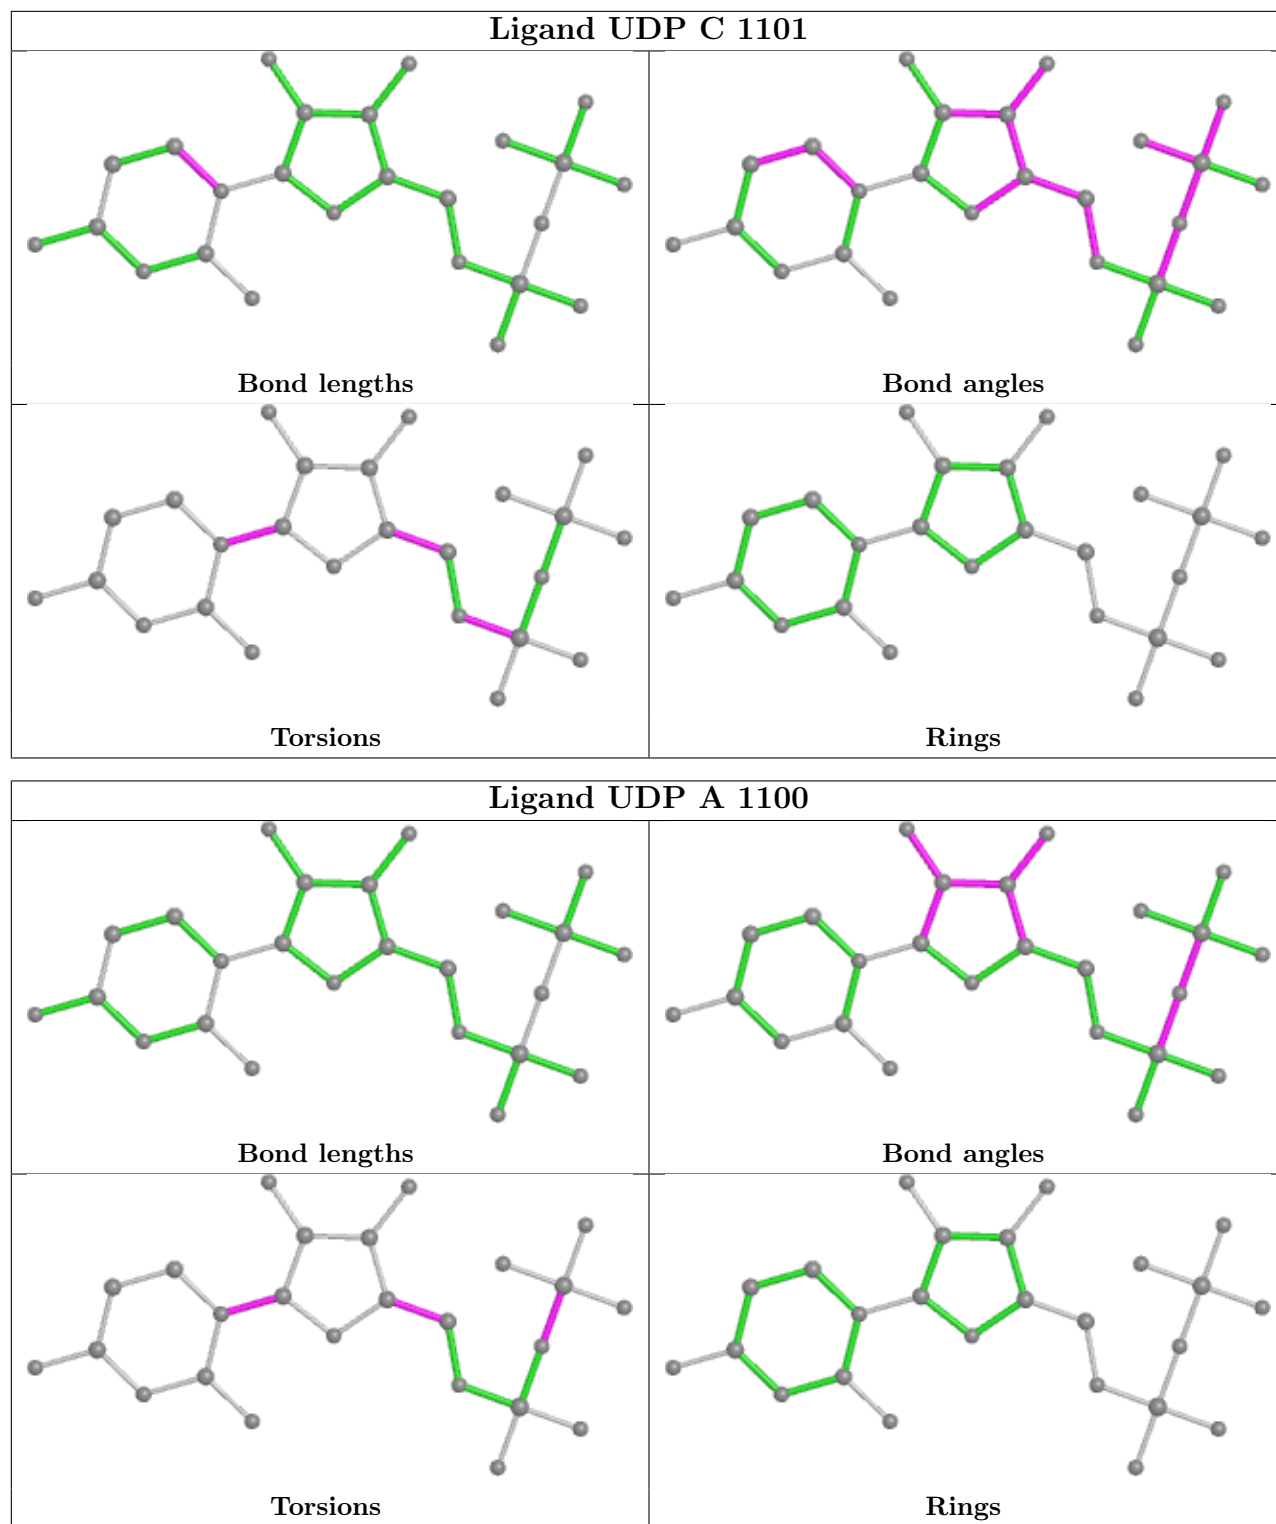 Ligand UDP C 1101
Bond lengths
Bond angles
Torsions
Rings
Ligand UDP A 1100
Bond lengths
Bond angles
Torsions
Rings